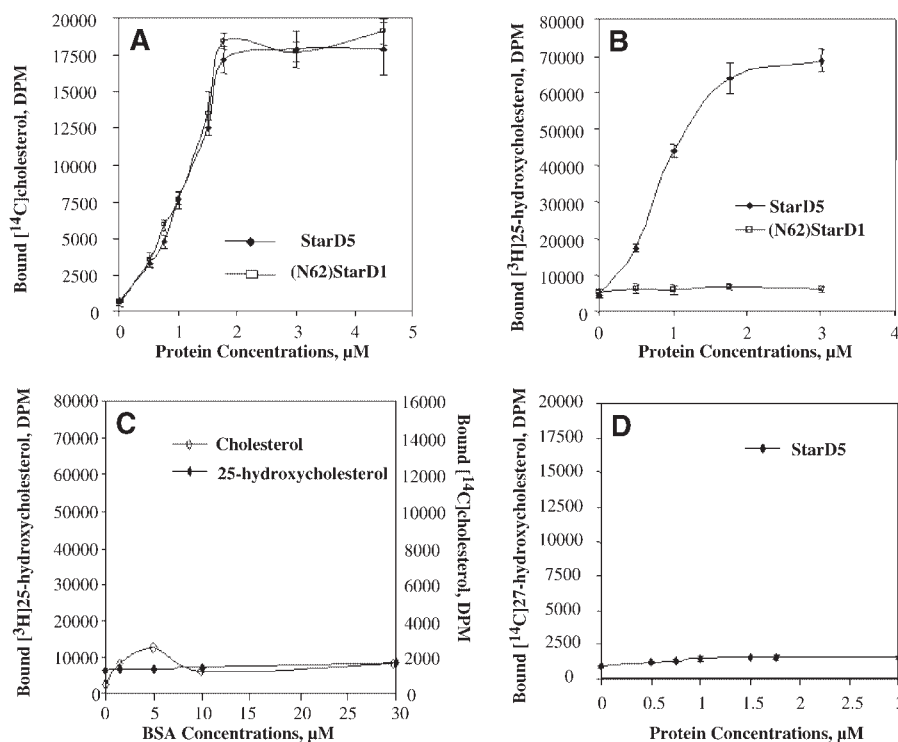 A
Bound [14C]cholesterol, DPM
20000
17500
15000
12500
10000
7500
5000
2500
0
StarD5
(N62)StarD1
0 1 2 3 4 5
Protein Concentrations, µM
B
Bound [3H]25-hydroxycholesterol, DPM
80000
70000
60000
50000
40000
30000
20000
10000
0
StarD5
(N62)StarD1
0 1 2 3 4
Protein Concentrations, µM
C
Bound [3H]25-hydroxycholesterol, DPM
80000
70000
60000
50000
40000
30000
20000
10000
0
Cholesterol
25-hydroxycholesterol
16000
14000
12000
10000
8000
6000
4000
2000
0
Bound [14C]cholesterol, DPM
0 5 10 15 20 25 30
BSA Concentrations, µM
D
Bound [14C]27-hydroxycholesterol, DPM
20000
17500
15000
12500
10000
7500
5000
2500
0
StarD5
0 0.5 1 1.5 2 2.5
Protein Concentrations, µM